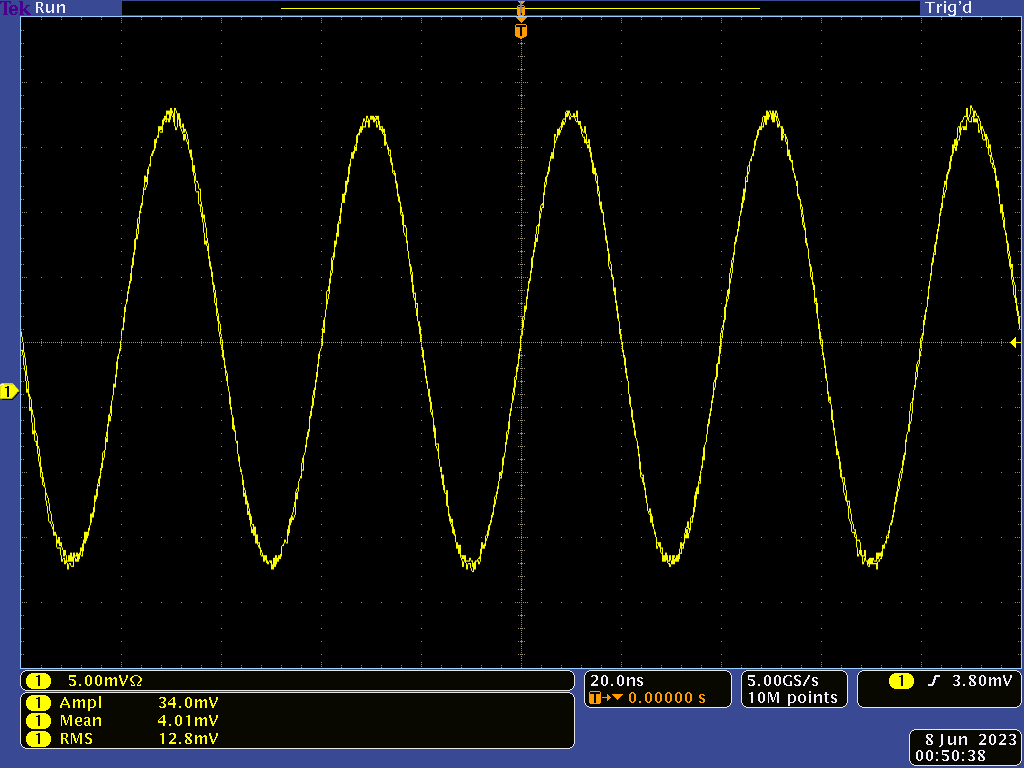 Tek Run Trig'd
T
T
1
1 5.00mVΩ
20.0ns
T→▼ 0.00000 s
5.00GS/s
10M points
1 3.80mV
1 Ampl 34.0mV
1 Mean 4.01mV
1 RMS 12.8mV
8 Jun 2023
00:50:38